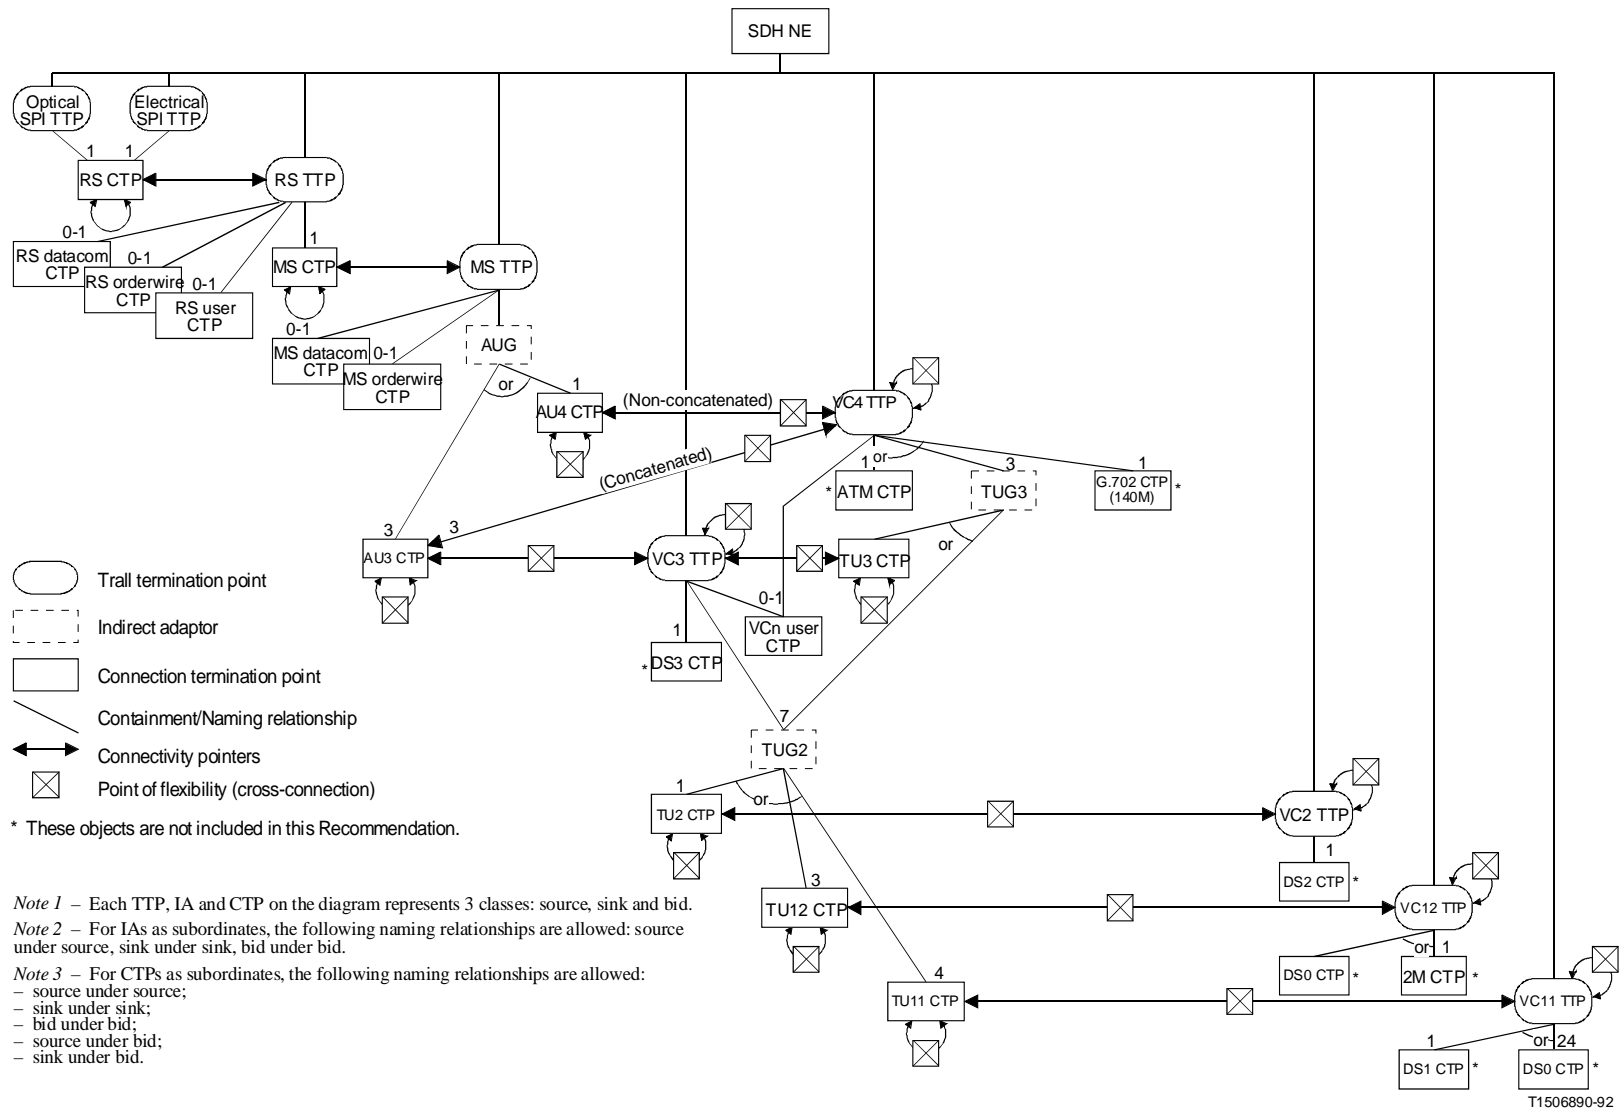 SDH NE
Optical
SPI TTP
Electrical
SPI TTP
1
1
RS CTP
RS TTP
0-1
RS datacom
CTP
0-1
RS orderwire
CTP
0-1
RS user
CTP
1
MS CTP
MS TTP
0-1
MS datacom
CTP
0-1
MS orderwire
CTP
AUG
or
1
AU4 CTP
(Non-concatenated)
VC4 TTP
(Concatenated)
1
or
* ATM CTP
3
TUG3
1
G.702 CTP
(140M)
*
3
AU3 CTP
3
VC3 TTP
TU3 CTP
or
0-1
VCn user
CTP
1
* DS3 CTP
Trall termination point
Indirect adaptor
Connection termination point
Containment/Naming relationship
Connectivity pointers
Point of flexibility (cross-connection)
* These objects are not included in this Recommendation.
7
TUG2
1
or
TU2 CTP
VC2 TTP
1
DS2 CTP *
3
TU12 CTP
VC12 TTP
or
1
DS0 CTP *
2M CTP *
4
TU11 CTP
VC11 TTP
1
or
24
DS1 CTP *
DS0 CTP *
Note 1 – Each TTP, IA and CTP on the diagram represents 3 classes: source, sink and bid.
Note 2 – For IAs as subordinates, the following naming relationships are allowed: source
under source, sink under sink, bid under bid.
Note 3 – For CTPs as subordinates, the following naming relationships are allowed:
– source under source;
– sink under sink;
– bid under bid;
– source under bid;
– sink under bid.
T1506890-92